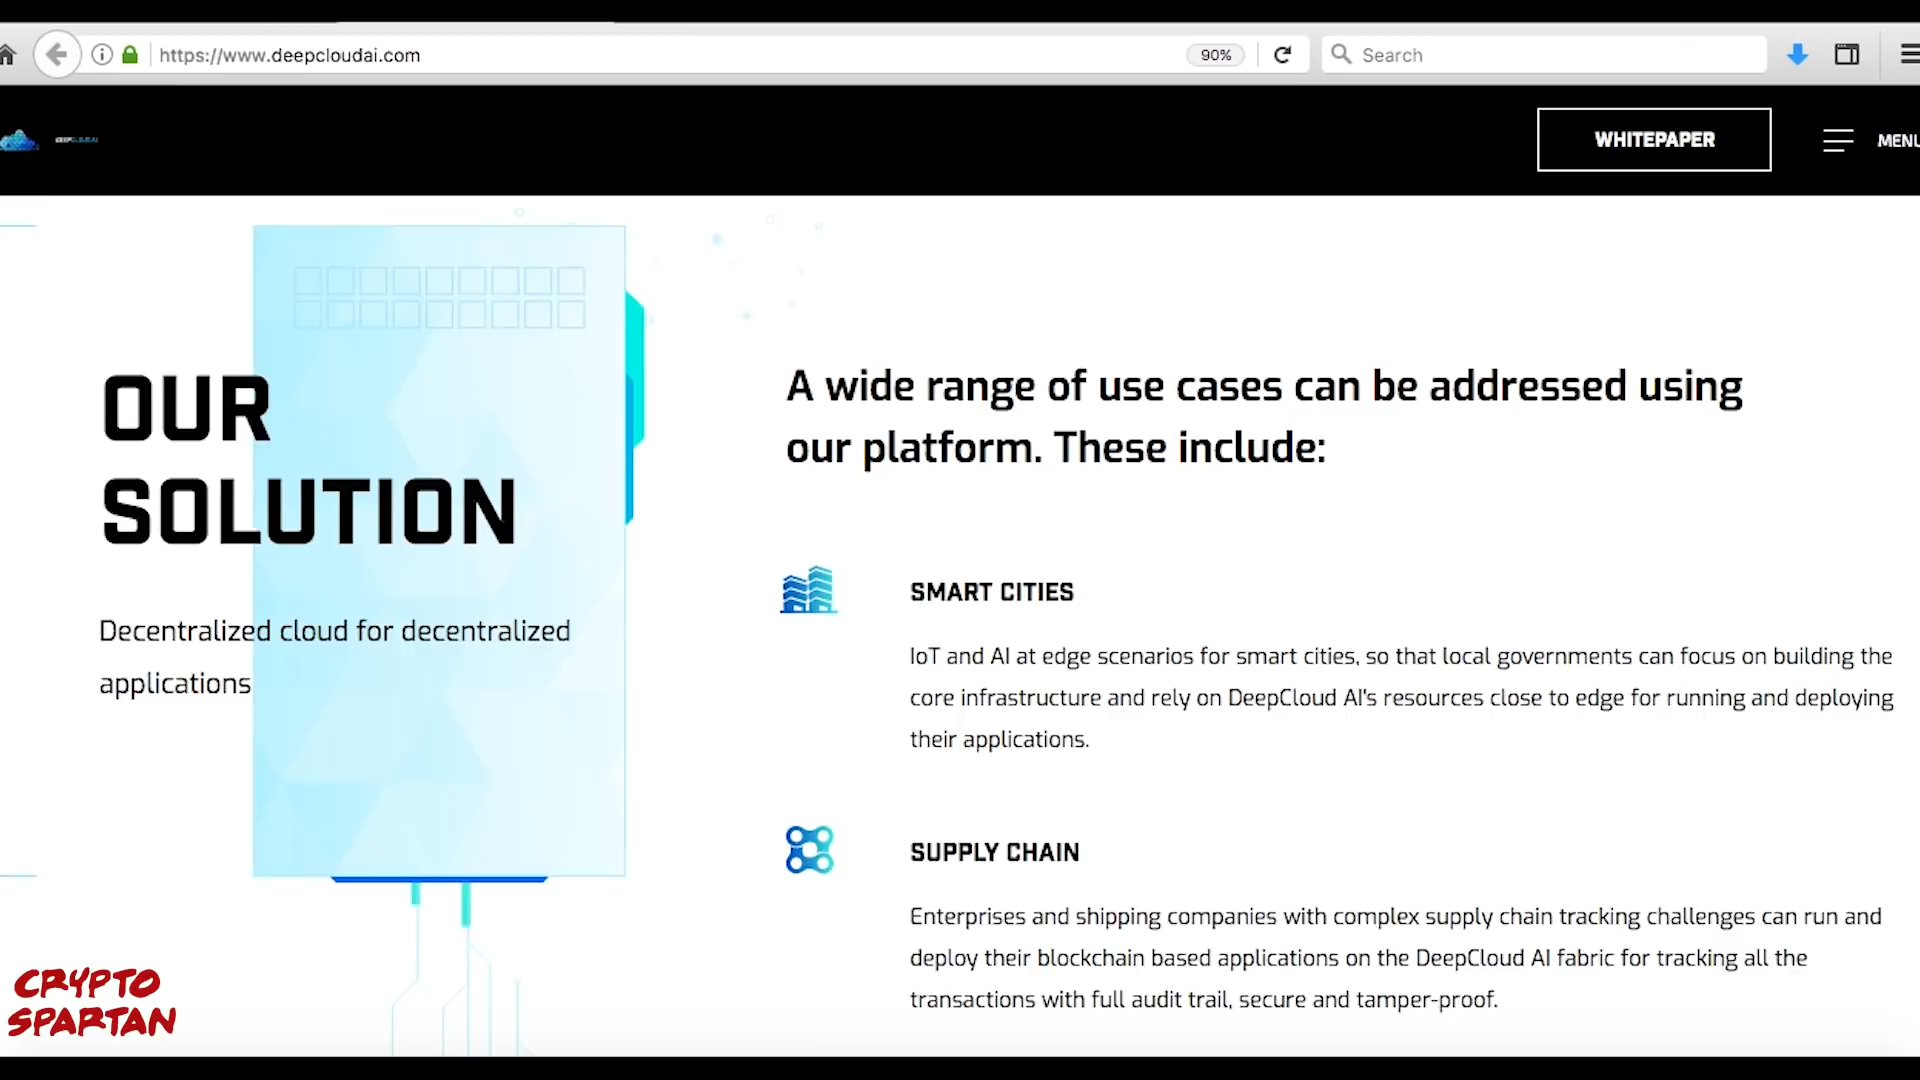 https://www.deepcloudai.com
90%
Search
DEEPCLOUDAI
WHITEPAPER
MENU
OUR
SOLUTION
Decentralized cloud for decentralized
applications
A wide range of use cases can be addressed using
our platform. These include:
SMART CITIES
IoT and AI at edge scenarios for smart cities, so that local governments can focus on building the
core infrastructure and rely on DeepCloud AI's resources close to edge for running and deploying
their applications.
SUPPLY CHAIN
Enterprises and shipping companies with complex supply chain tracking challenges can run and
deploy their blockchain based applications on the DeepCloud AI fabric for tracking all the
transactions with full audit trail, secure and tamper-proof.
CRYPTO
SPARTAN